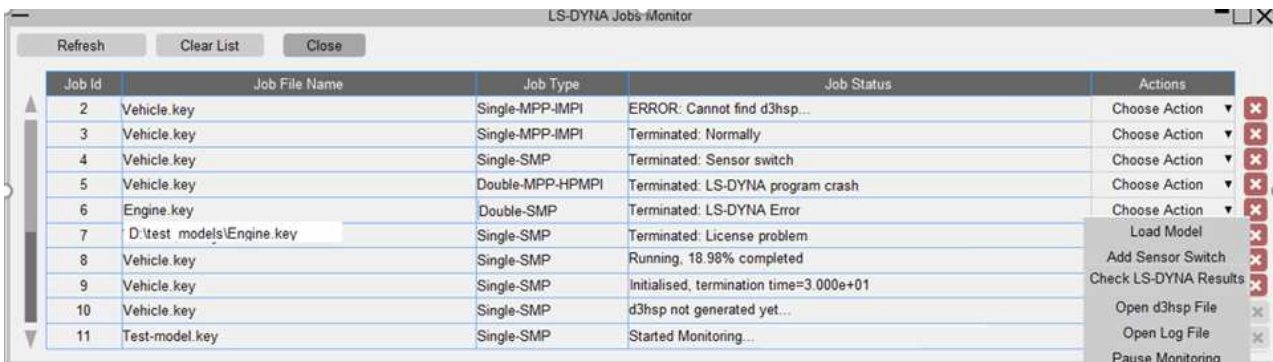 LS-DYNA Jobs Monitor
Refresh Clear List Close
Job Id Job File Name Job Type Job Status Actions
2 Vehicle.key Single-MPP-IMPI ERROR: Cannot find d3hsp... Choose Action
3 Vehicle.key Single-MPP-IMPI Terminated: Normally Choose Action
4 Vehicle.key Single-SMP Terminated: Sensor switch Choose Action
5 Vehicle.key Double-MPP-HPMPI Terminated: LS-DYNA program crash Choose Action
6 Engine.key Double-SMP Terminated: LS-DYNA Error Choose Action
7 D:\test_models\Engine.key Single-SMP Terminated: License problem Load Model
8 Vehicle.key Single-SMP Running, 18.98% completed Add Sensor Switch
Check LS-DYNA Results
9 Vehicle.key Single-SMP Initialised, termination time=3.000e+01
10 Vehicle.key Single-SMP d3hsp not generated yet... Open d3hsp File
11 Test-model.key Single-SMP Started Monitoring... Open Log File
Pause Monitoring